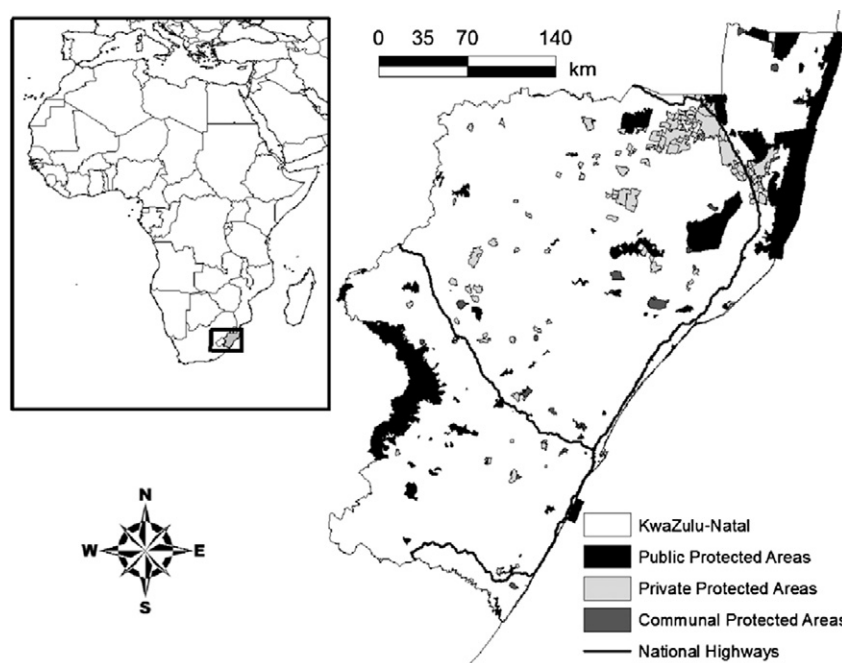 0 35 70 140
km
N
W E
S
KwaZulu-Natal
Public Protected Areas
Private Protected Areas
Communal Protected Areas
National Highways